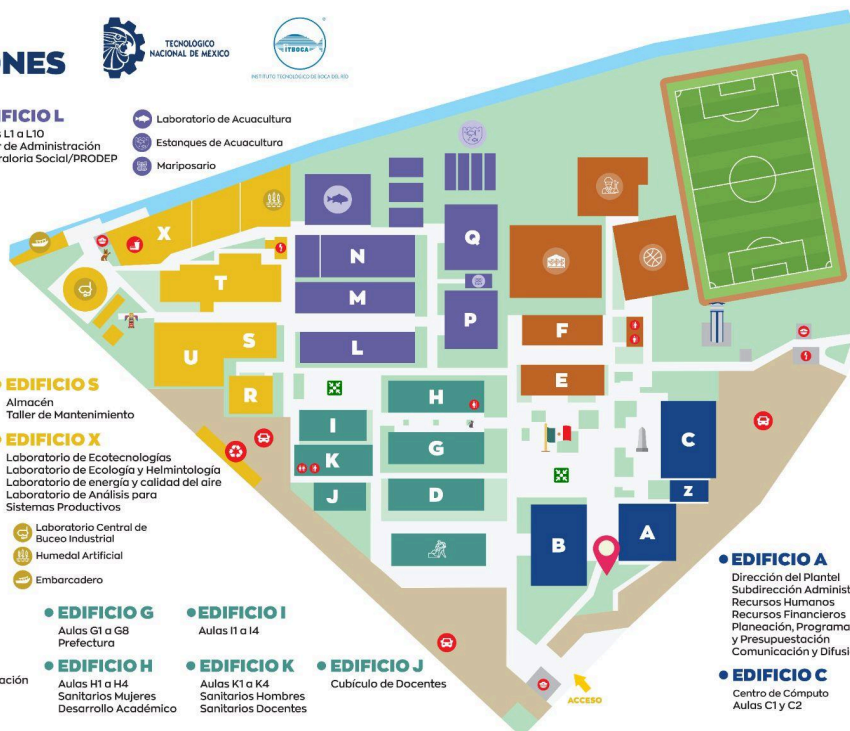 ONES
TECNOLÓGICO
NACIONAL DE MÉXICO
ITBOCA
INSTITUTO TECNOLÓGICO DE BOCA DEL RÍO
IFICIO L
s L1 a L10
r de Administración
raloria Social/PRODEP
Laboratorio de Acuacultura
Estanques de Acuacultura
Mariposario
X
T
N
M
L
Q
P
S
U
R
F
E
H
I
G
K
J
D
C
Z
B
A
EDIFICIO S
Almacén
Taller de Mantenimiento
EDIFICIO X
Laboratorio de Ecotecnologías
Laboratorio de Ecología y Helmintología
Laboratorio de energía y calidad del aire
Laboratorio de Análisis para
Sistemas Productivos
Laboratorio Central de
Buceo Industrial
Humedal Artificial
Embarcadero
EDIFICIO G
Aulas G1 a G8
Prefectura
EDIFICIO I
Aulas I1 a I4
ación
EDIFICIO H
Aulas H1 a H4
Sanitarios Mujeres
Desarrollo Académico
EDIFICIO K
Aulas K1 a K4
Sanitarios Hombres
Sanitarios Docentes
EDIFICIO J
Cubículo de Docentes
ACCESO
EDIFICIO A
Dirección del Plantel
Subdirección Administ
Recursos Humanos
Recursos Financieros
Planeación, Programa
y Presupuestación
Comunicación y Difusi
EDIFICIO C
Centro de Cómputo
Aulas C1 y C2